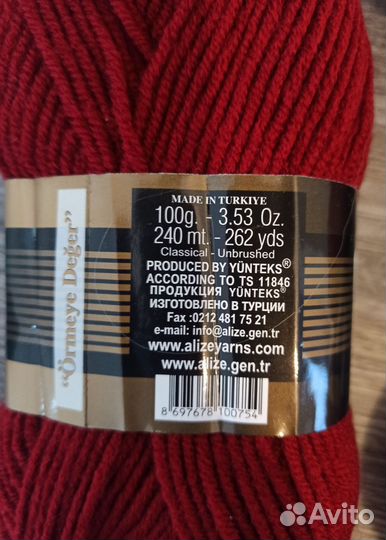 "Örmeye Değer"
MADE IN TURKIYE
100g. - 3.53 Oz.
240 mt. - 262 yds
Classical - Unbrushed
PRODUCED BY YÜNTEKS®
ACCORDING TO TS 11846
ПРОДУКЦИЯ YÜNTEKS®
ИЗГОТОВЛЕНО В ТУРЦИИ
Fax :0212 481 75 21
e-mail: info@alize.gen.tr
www.alizeyarns.com
www.alize.gen.tr
8 697678 100754
Avito